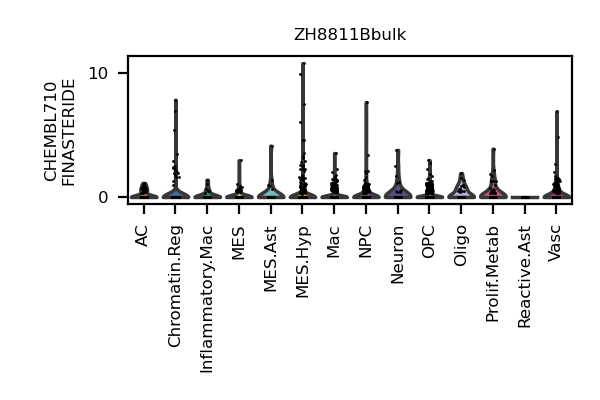 ZH8811Bbulk
CHEMBL710
FINASTERIDE
10
0
AC
Chromatin.Reg
Inflammatory.Mac
MES
MES.Ast
MES.Hyp
Mac
NPC
Neuron
OPC
Oligo
Prolif.Metab
Reactive.Ast
Vasc